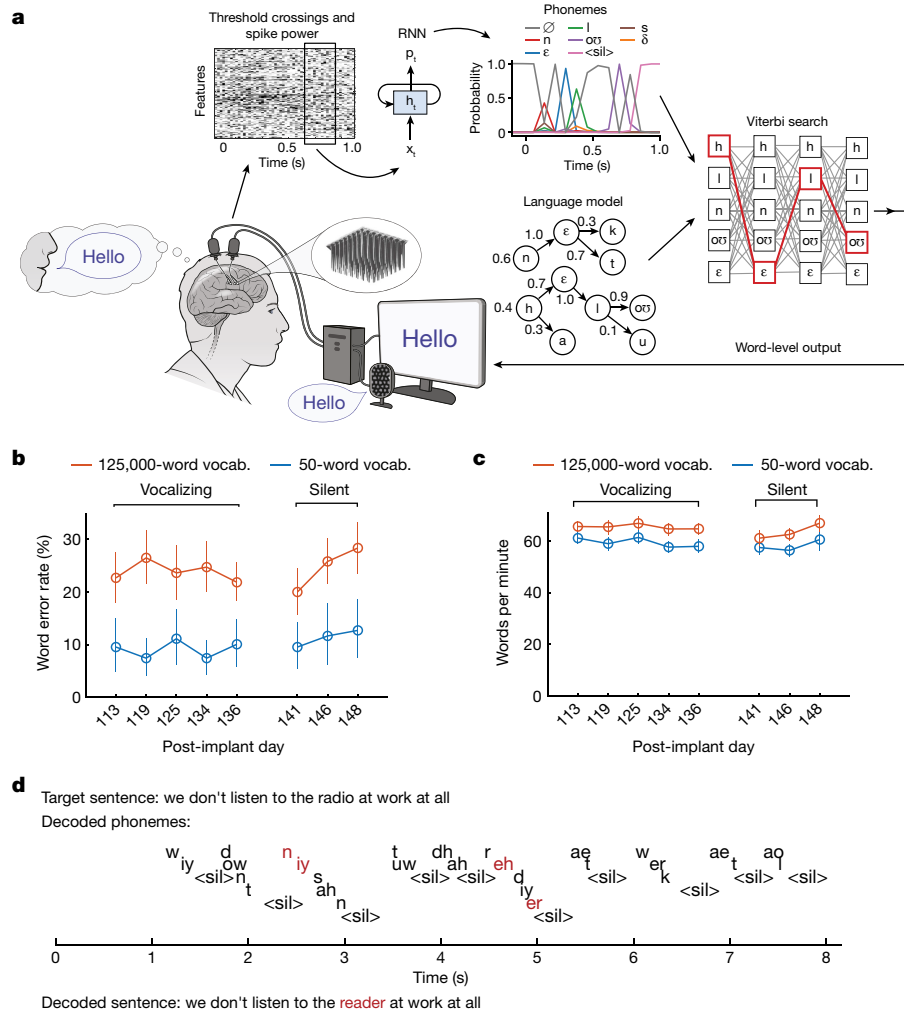 a
Threshold crossings and
spike power
Features
0
Time (s)
1.0
RNN
pt
ht
xt
Phonemes
∅
l
s
n
oʊ
δ
ε
<sil>
Probability
1.0
0.5
0
0
Time (s)
1.0
Viterbi search
h h h h
l l l l
n n n n
oʊ oʊ oʊ oʊ
ε ε ε ε
Language model
0.6 n 1.0 ε 0.3 k
0.7 t
0.4 h 0.7 ε 1.0 l 0.9 oʊ
0.3 a
0.1 u
Hello
Hello
Hello
Word-level output
b
125,000-word vocab. 50-word vocab.
Vocalizing
Silent
Word error rate (%)
30
20
10
0
113 119 125 134 136 141 146 148
Post-implant day
c
125,000-word vocab. 50-word vocab.
Vocalizing
Silent
Words per minute
60
40
20
0
113 119 125 134 136 141 146 148
Post-implant day
d
Target sentence: we don't listen to the radio at work at all
Decoded phonemes:
w iy <sil> d ow n t <sil> n iy s ah n <sil> t uw <sil> dh ah <sil> r eh d iy er <sil> ae t <sil> w er k <sil> ae t <sil> ao l <sil>
0 1 2 3 4 5 6 7 8
Time (s)
Decoded sentence: we don't listen to the reader at work at all